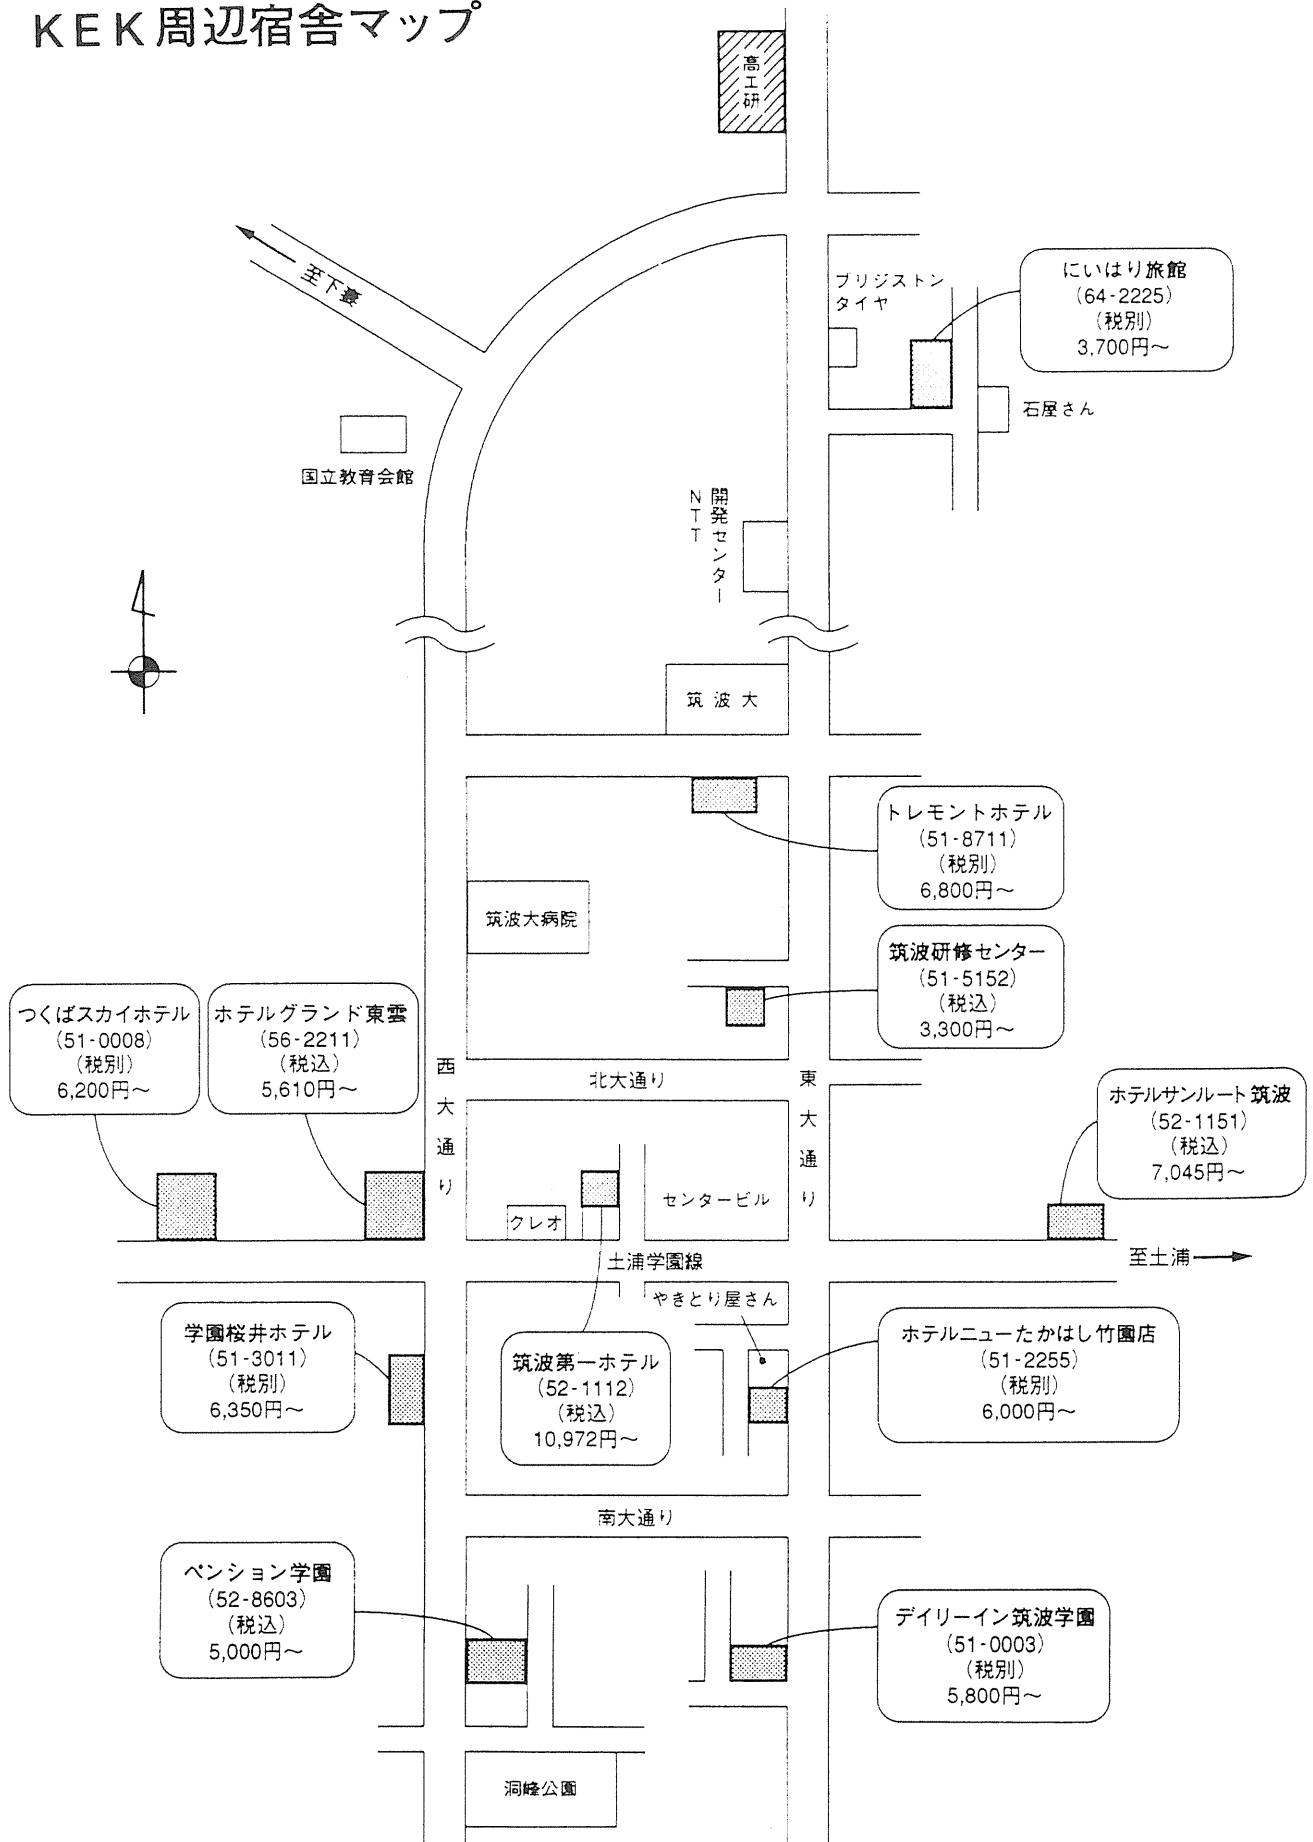 KEK周辺宿舎マップ
高工研
至下妻
ブリジストン
タイヤ
にいはり旅館
(64-2225)
(税別)
3,700円～
石屋さん
国立教育会館
NTT
開発センター
筑波大
トレモントホテル
(51-8711)
(税別)
6,800円～
筑波大病院
筑波研修センター
(51-5152)
(税込)
3,300円～
つくばスカイホテル
(51-0008)
(税別)
6,200円～
ホテルグランド東雲
(56-2211)
(税込)
5,610円～
西大通り
北大通り
東大通り
ホテルサンルート筑波
(52-1151)
(税込)
7,045円～
クレオ
センタービル
土浦学園線
至土浦
やきとり屋さん
学園桜井ホテル
(51-3011)
(税別)
6,350円～
筑波第一ホテル
(52-1112)
(税込)
10,972円～
ホテルニューたかはし竹園店
(51-2255)
(税別)
6,000円～
南大通り
ペンション学園
(52-8603)
(税込)
5,000円～
デイリーイン筑波学園
(51-0003)
(税別)
5,800円～
洞峰公園